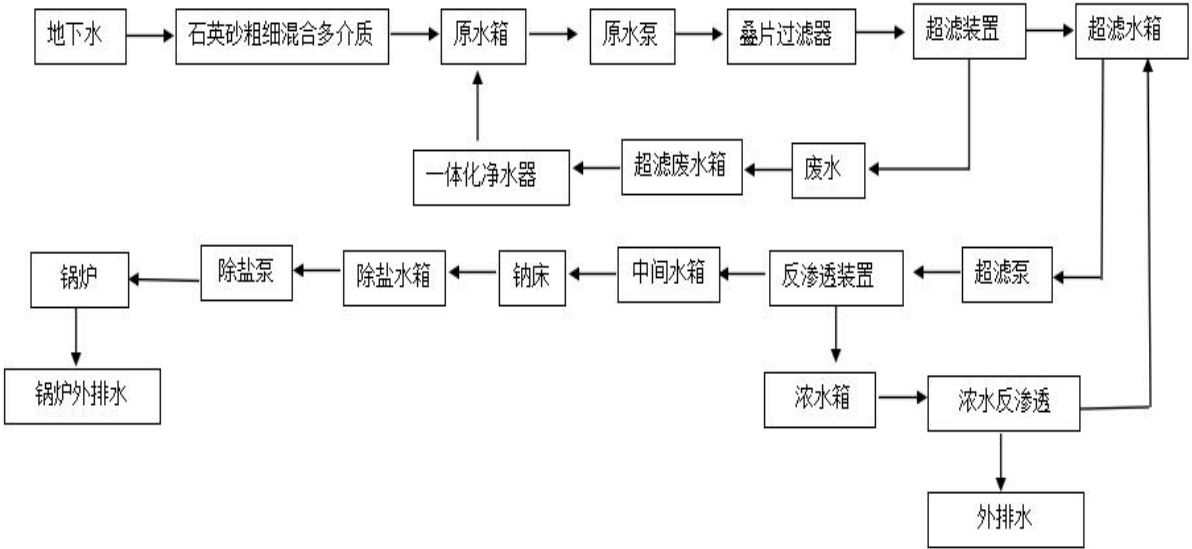 地下水
石英砂粗细混合多介质
原水箱
原水泵
叠片过滤器
超滤装置
超滤水箱
一体化净水器
超滤废水箱
废水
锅炉
除盐泵
除盐水箱
钠床
中间水箱
反渗透装置
超滤泵
锅炉外排水
浓水箱
浓水反渗透
外排水